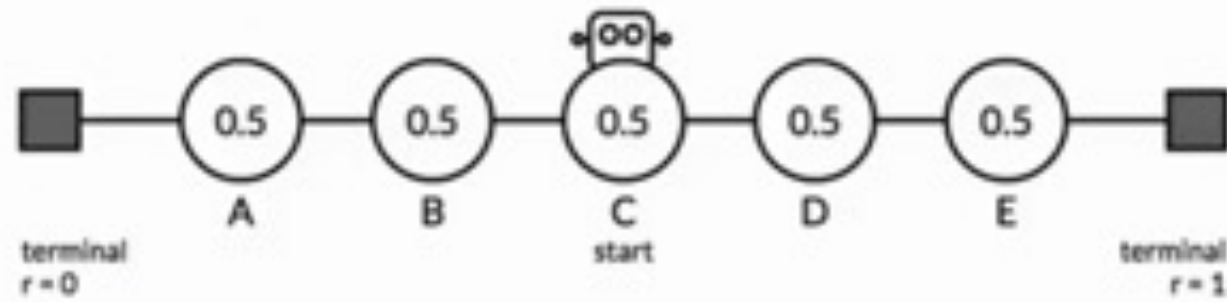 0.5 0.5 0.5 0.5 0.5
A B C D E
start
terminal
r = 0
terminal
r = 1